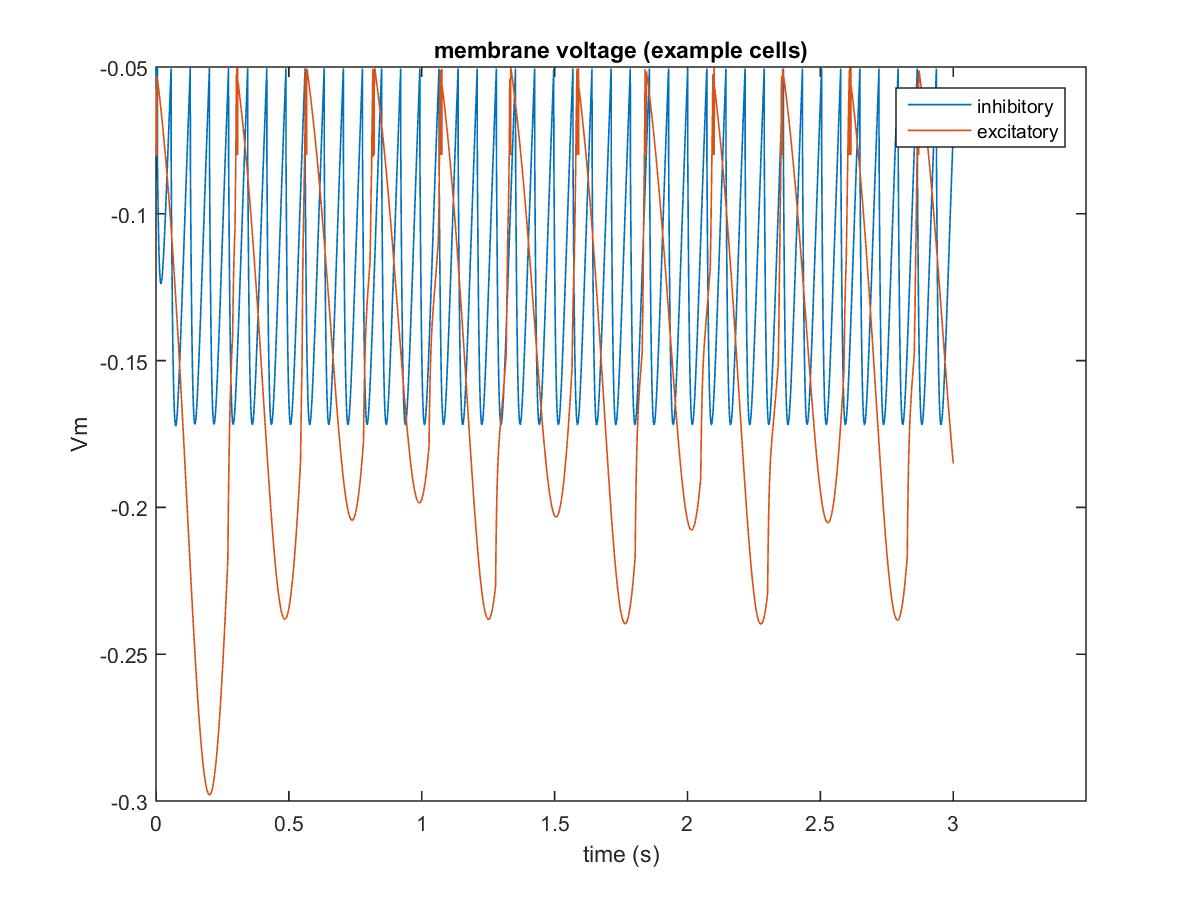 membrane voltage (example cells)
-0.05
-0.1
-0.15
-0.2
-0.25
-0.3
Vm
inhibitory
excitatory
0
0.5
1
1.5
2
2.5
3
time (s)